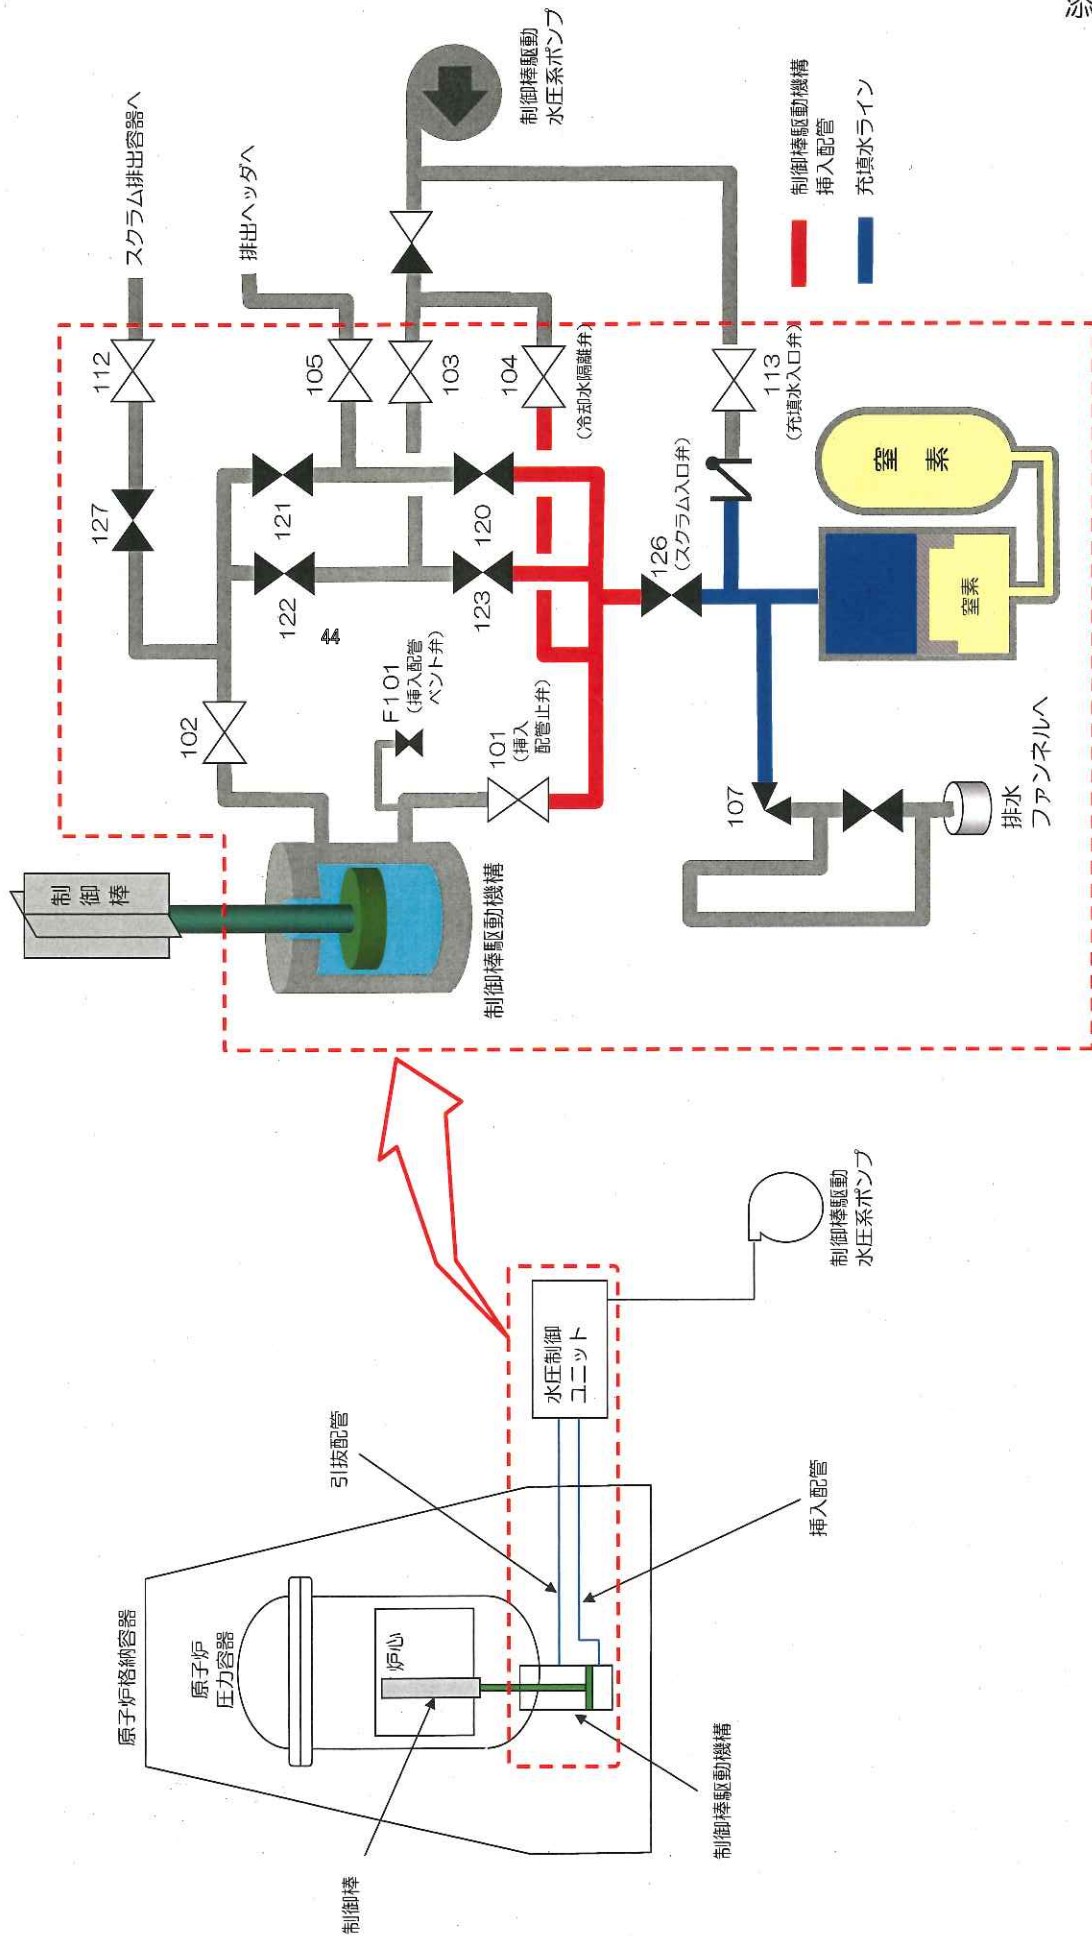 原子炉格納容器
原子炉
圧力容器
炉心
制御棒
制御棒駆動機構
引抜配管
挿入配管
水圧制御
ユニット
制御棒駆動
水圧系ポンプ
制御棒
制御棒駆動機構
スクラム排出容器へ
排出ヘッダへ
制御棒駆動
水圧系ポンプ
112
127
105
103
104
(冷却水隔離弁)
121
122
120
123
102
F101
(挿入配管
ベント弁)
101
(挿入
配管止弁)
126
(スクラム入口弁)
113
(充填水入口弁)
107
排水
ファンネルへ
窒素
窒素
制御棒駆動機構
挿入配管
充填水ライン